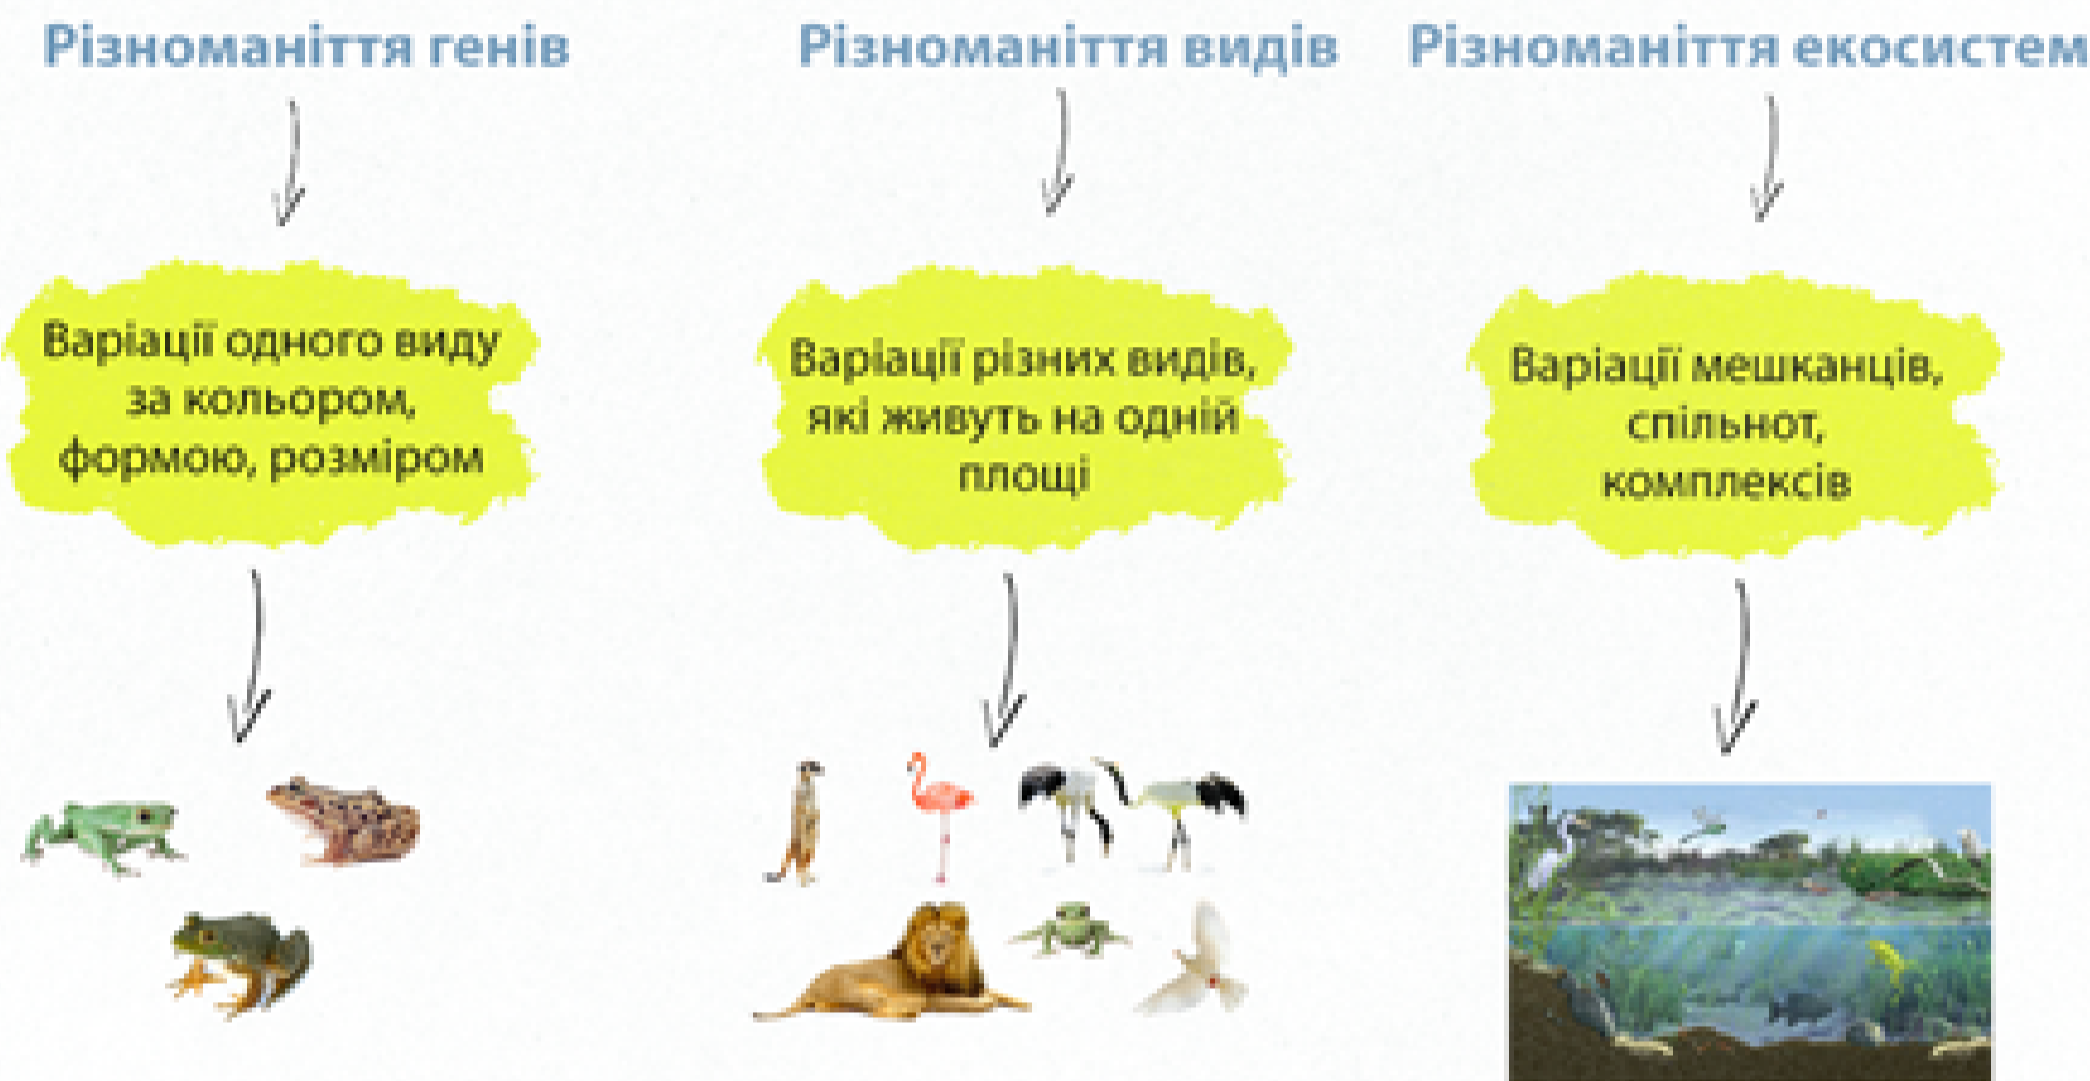 Різноманіття генів
Різноманіття видів
Різноманіття екосистем
Варіації одного виду
за кольором,
формою, розміром
Варіації різних видів,
які живуть на одній
площі
Варіації мешканців,
спільнот,
комплексів